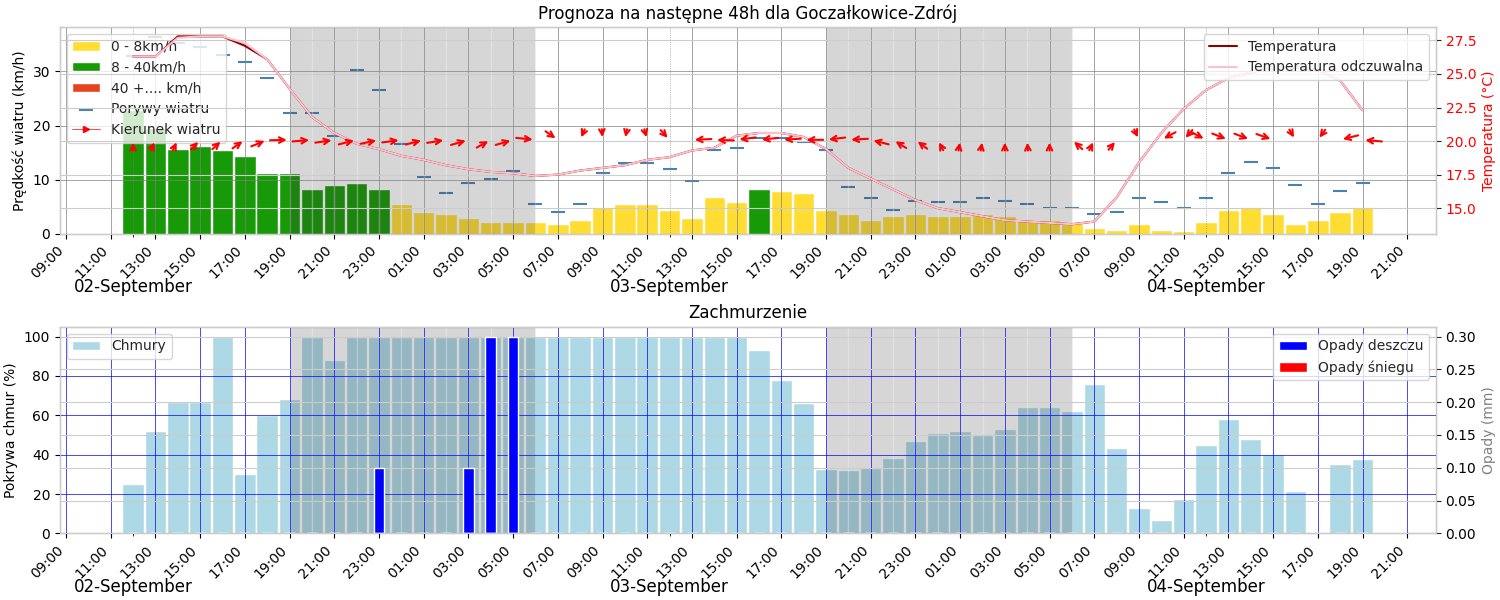 Prognoza na następne 48h dla Goczałkowice-Zdrój
Prędkość wiatru (km/h)
30
20
10
0
0 - 8km/h
8 - 40km/h
40 +.... km/h
Porywy wiatru
Kierunek wiatru
Temperatura
Temperatura odczuwalna
27.5
25.0
22.5
20.0
17.5
15.0
Temperatura (°C)
09:00 11:00 13:00 15:00 17:00 19:00 21:00 23:00 01:00 03:00 05:00 07:00 09:00 11:00 13:00 15:00 17:00 19:00 21:00 23:00 01:00 03:00 05:00 07:00 09:00 11:00 13:00 15:00 17:00 19:00 21:00
02-September 03-September 04-September
Zachmurzenie
Pokrywa chmur (%)
100
80
60
40
20
0
Chmury
Opady deszczu
Opady śniegu
0.30
0.25
0.20
0.15
0.10
0.05
0.00
Opady (mm)
09:00 11:00 13:00 15:00 17:00 19:00 21:00 23:00 01:00 03:00 05:00 07:00 09:00 11:00 13:00 15:00 17:00 19:00 21:00 23:00 01:00 03:00 05:00 07:00 09:00 11:00 13:00 15:00 17:00 19:00 21:00
02-September 03-September 04-September